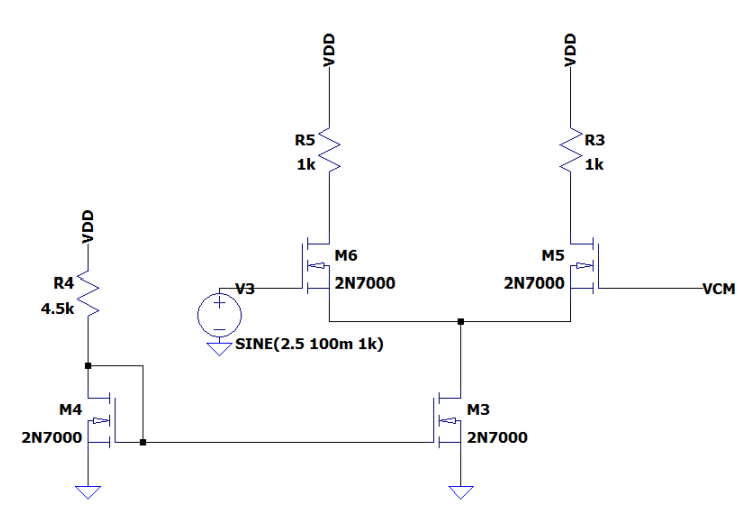 VDD
VDD
R5
1k
R3
1k
VDD
R4
4.5k
M6
2N7000
M5
2N7000
V3
VCM
SINE(2.5 100m 1k)
M4
2N7000
M3
2N7000